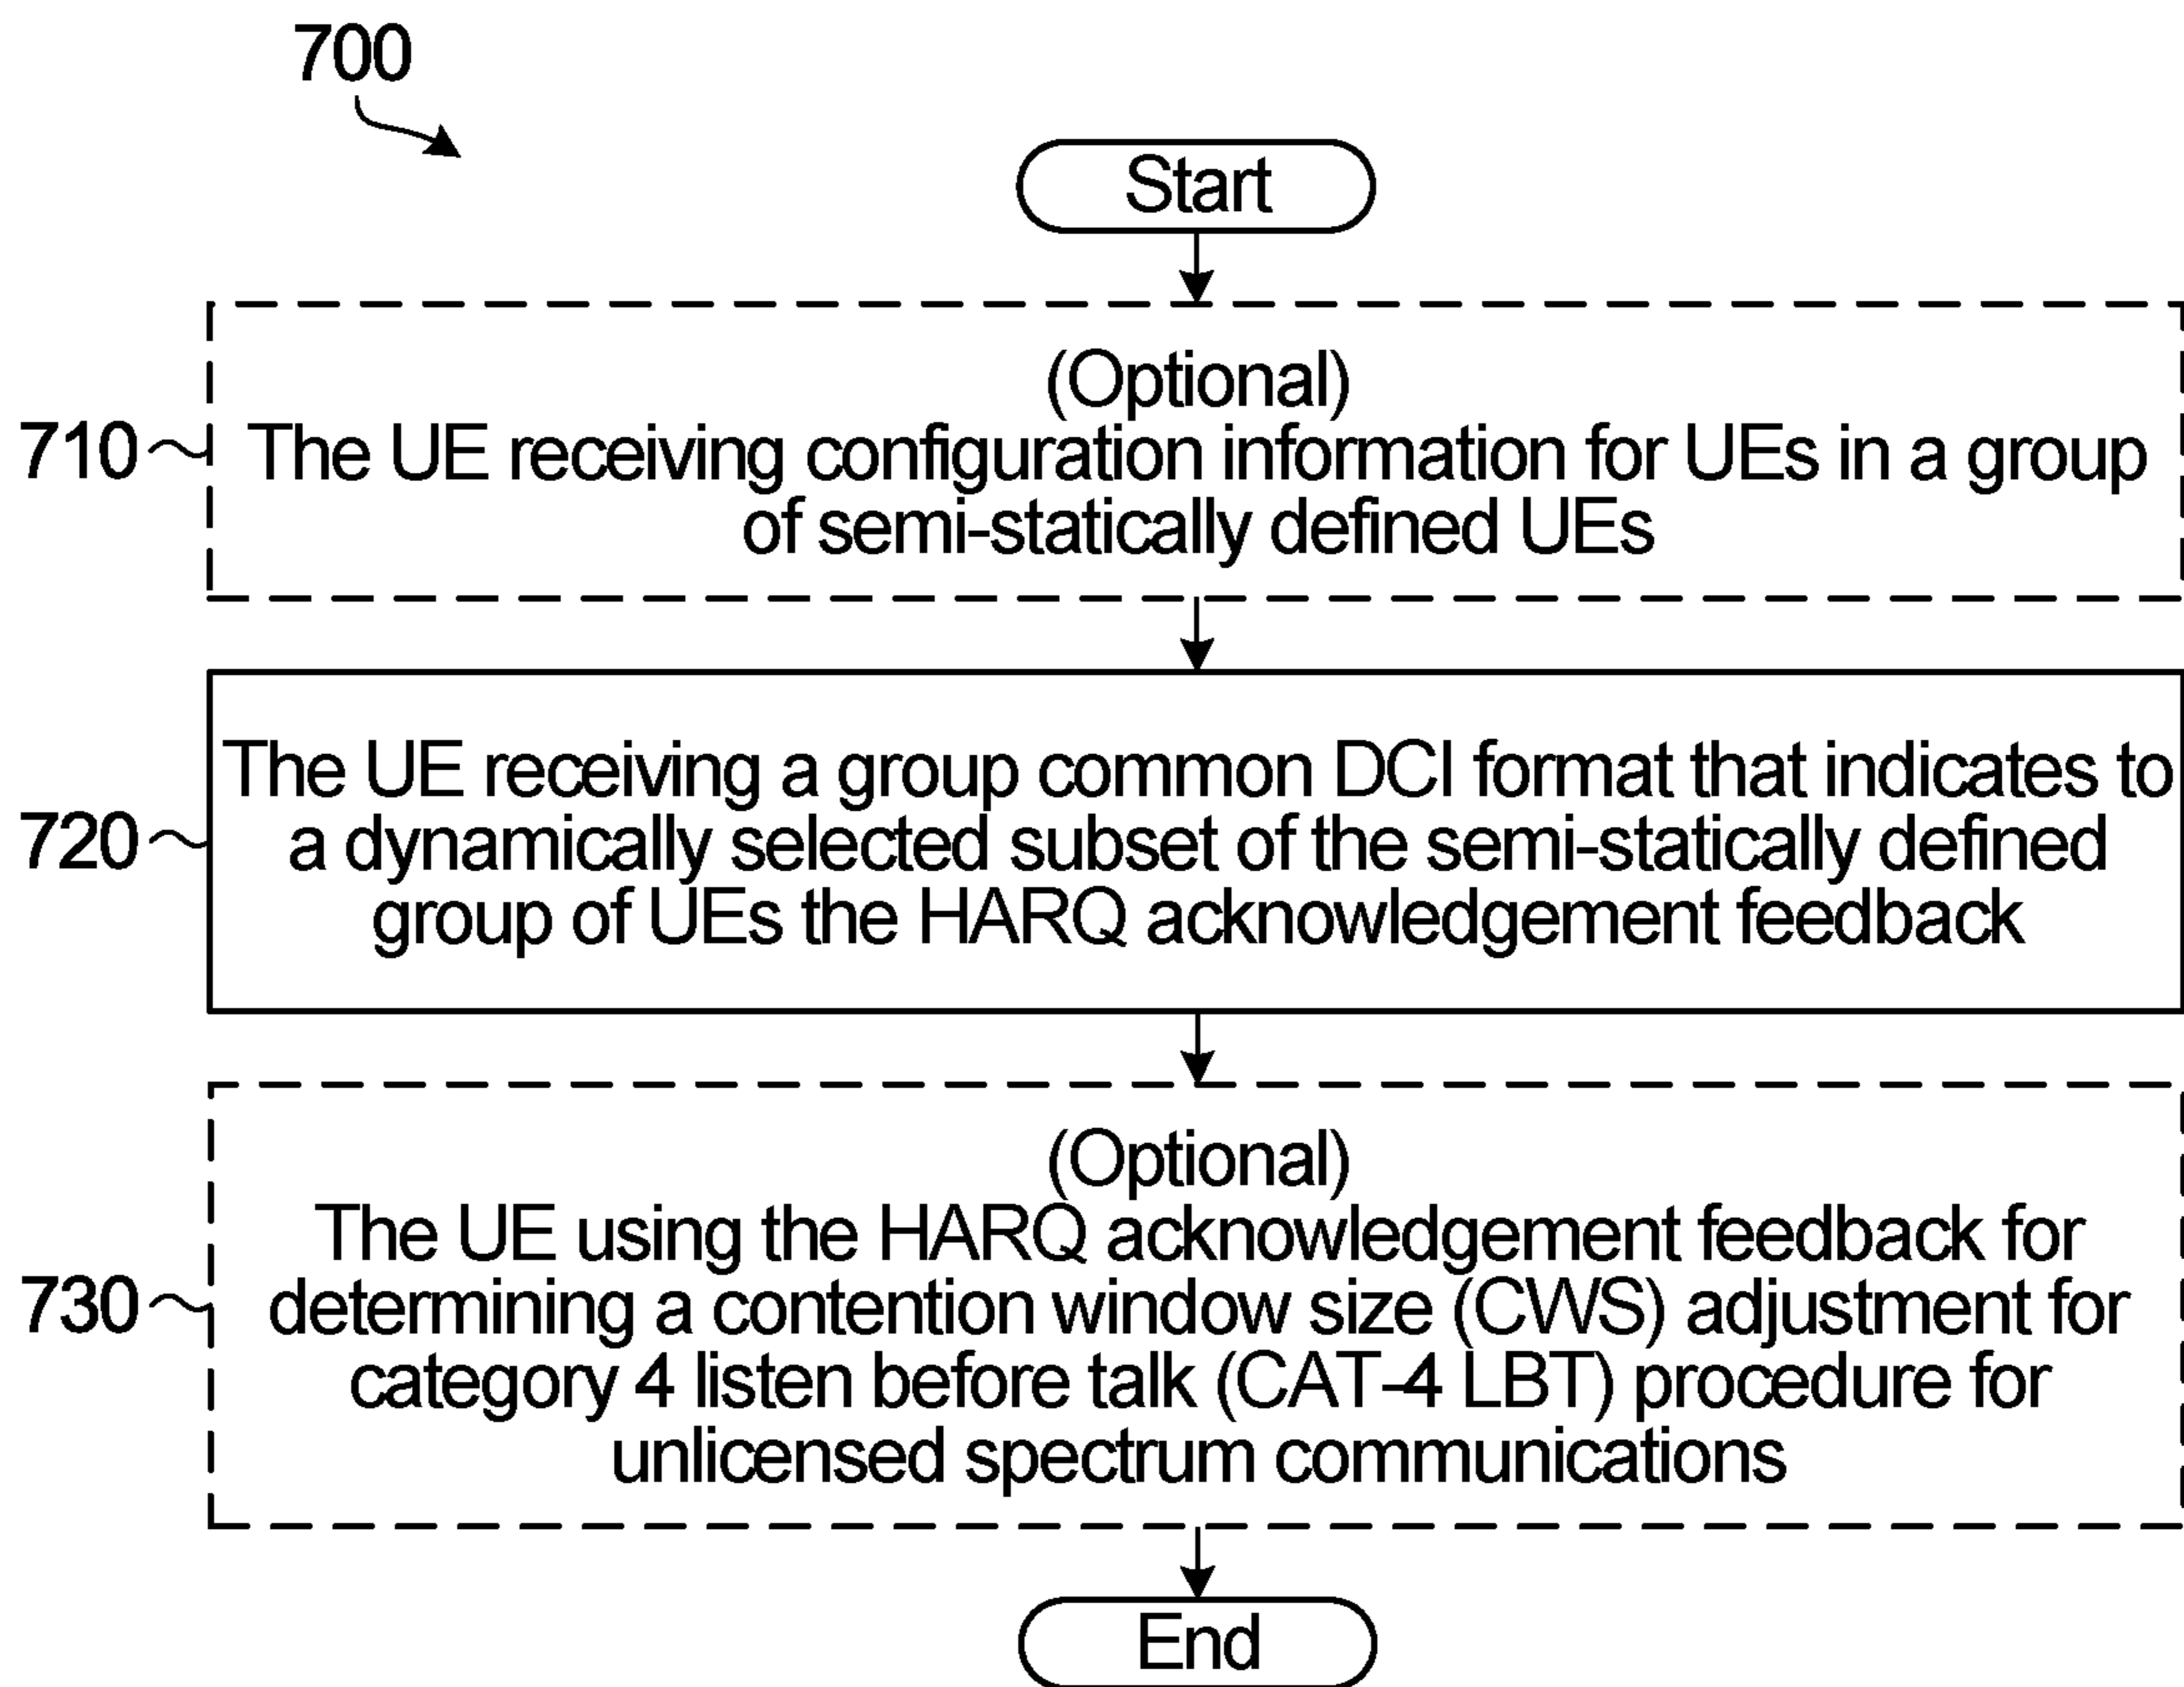 700
Start
(Optional)
710
The UE receiving configuration information for UEs in a group
of semi-statically defined UEs
The UE receiving a group common DCI format that indicates to
720
a dynamically selected subset of the semi-statically defined
group of UEs the HARQ acknowledgement feedback
(Optional)
The UE using the HARQ acknowledgement feedback for
730
determining a contention window size (CWS) adjustment for
category 4 listen before talk (CAT-4 LBT) procedure for
unlicensed spectrum communications
End